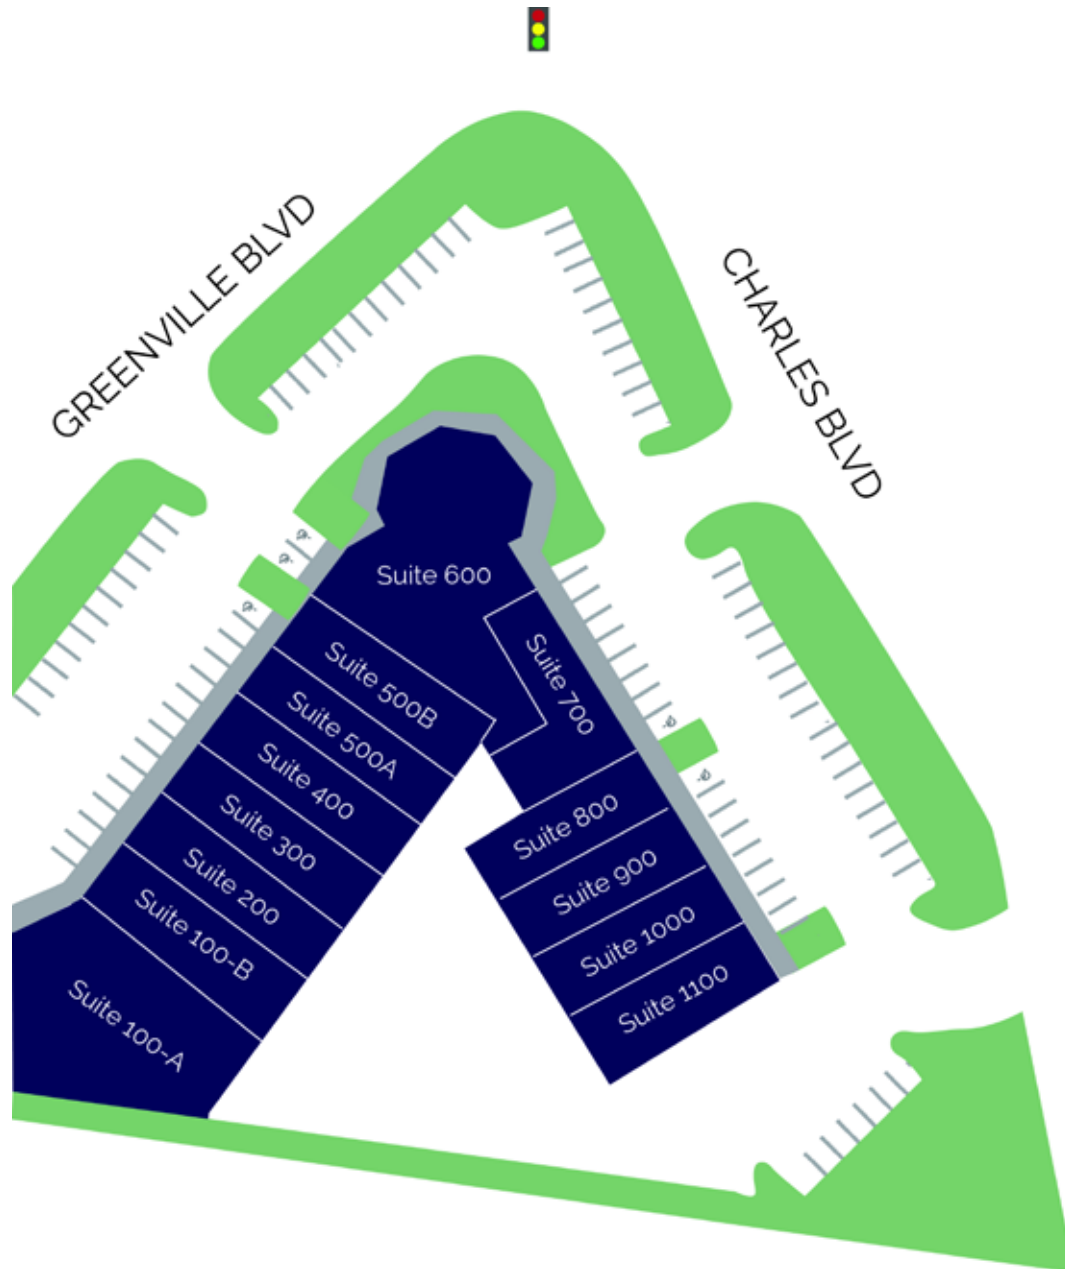 GREENVILLE BLVD
CHARLES BLVD
Suite 600
Suite 700
Suite 500B
Suite 500A
Suite 400
Suite 300
Suite 200
Suite 100-B
Suite 100-A
Suite 800
Suite 900
Suite 1000
Suite 1100